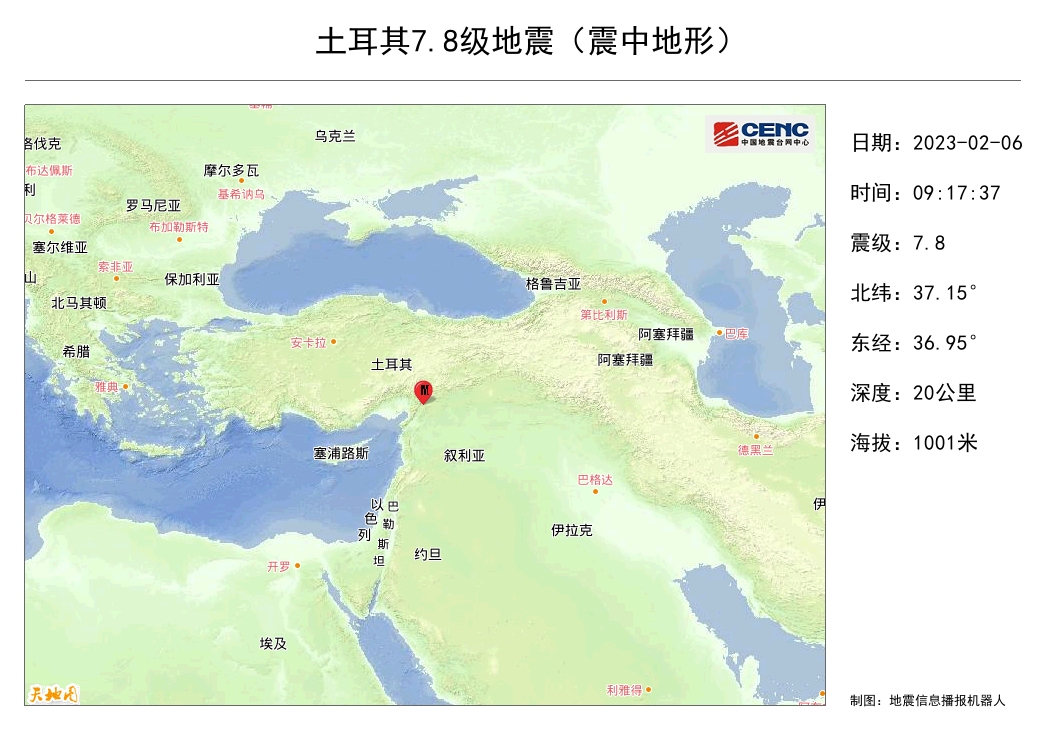 土耳其7.8级地震（震中地形）
CENC
中国地震台网中心
乌克兰
洛伐克
摩尔多瓦
布达佩斯
基希讷乌
利
罗马尼亚
贝尔格莱德
布加勒斯特
塞尔维亚
索非亚
山
保加利亚
格鲁吉亚
北马其顿
第比利斯
阿塞拜疆
巴库
安卡拉
希腊
土耳其
阿塞拜疆
雅典
M
德黑兰
塞浦路斯
叙利亚
巴格达
以色列
巴勒斯坦
伊
伊拉克
约旦
开罗
埃及
利雅得
天地图
日期：2023-02-06
时间：09:17:37
震级：7.8
北纬：37.15°
东经：36.95°
深度：20公里
海拔：1001米
制图：地震信息播报机器人